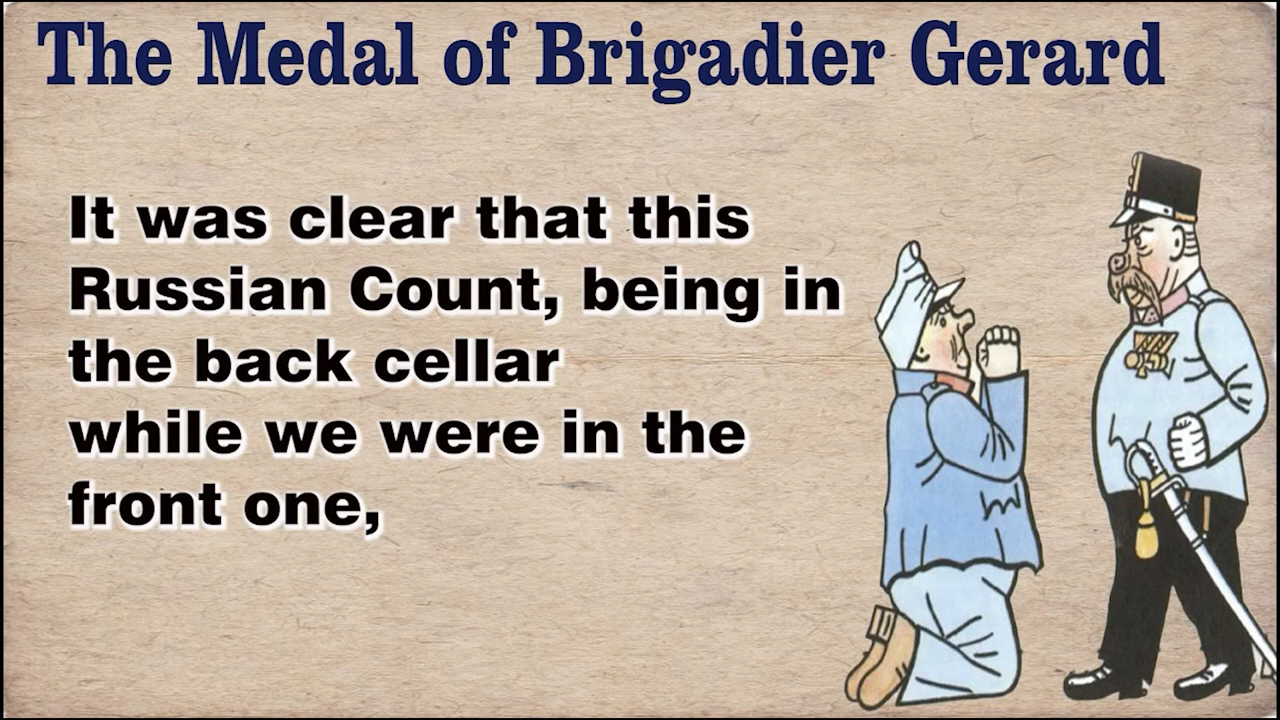 The Medal of Brigadier Gerard
It was clear that this
Russian Count, being in
the back cellar
while we were in the
front one,